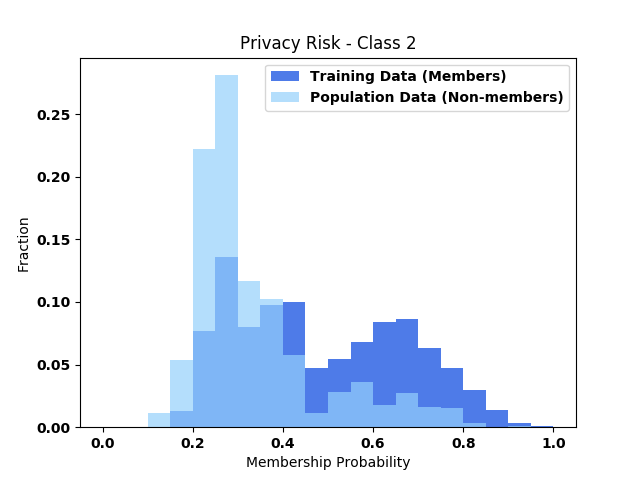 Privacy Risk - Class 2
Training Data (Members)
Population Data (Non-members)
Fraction
0.25
0.20
0.15
0.10
0.05
0.00
0.0 0.2 0.4 0.6 0.8 1.0
Membership Probability